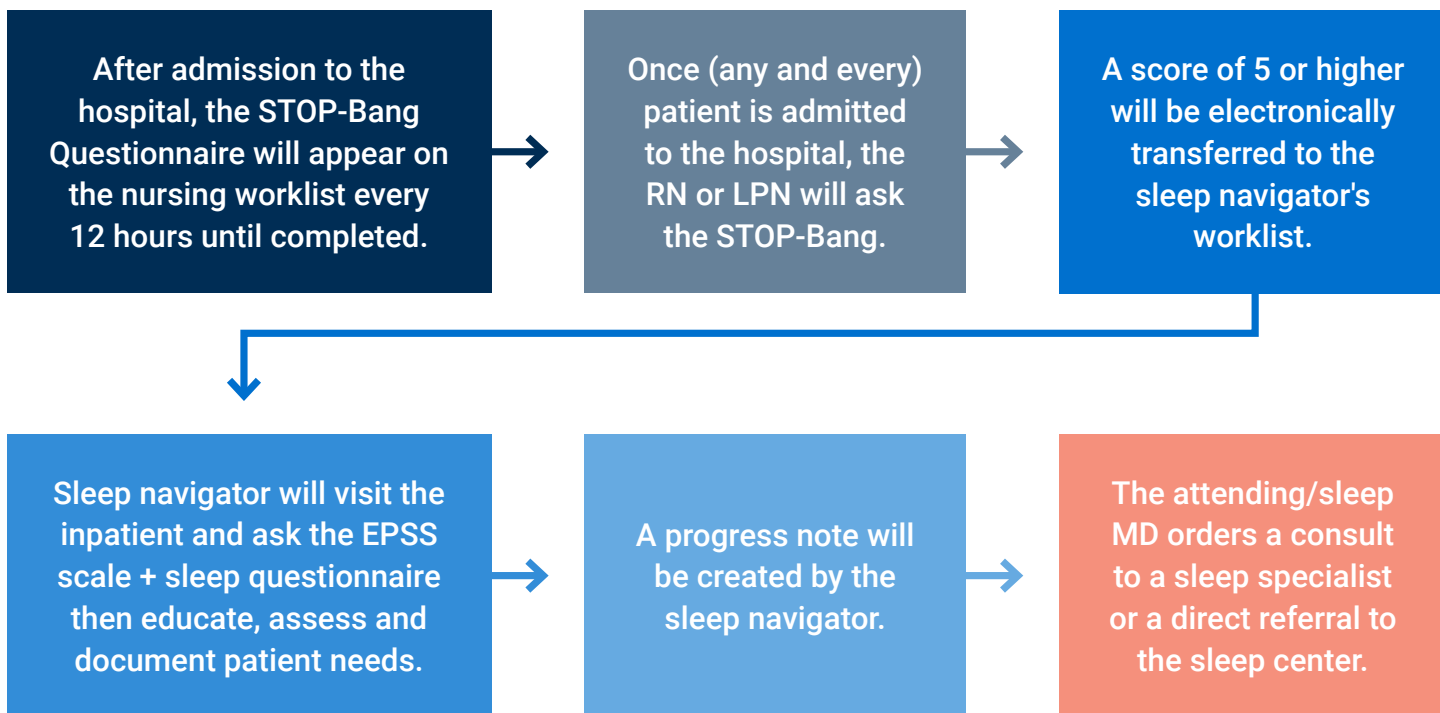 After admission to the
hospital, the STOP-Bang
Questionnaire will appear on
the nursing worklist every
12 hours until completed.
Once (any and every)
patient is admitted
to the hospital, the
RN or LPN will ask
the STOP-Bang.
A score of 5 or higher
will be electronically
transferred to the
sleep navigator's
worklist.
Sleep navigator will visit the
inpatient and ask the EPSS
scale + sleep questionnaire
then educate, assess and
document patient needs.
A progress note will
be created by the
sleep navigator.
The attending/sleep
MD orders a consult
to a sleep specialist
or a direct referral to
the sleep center.